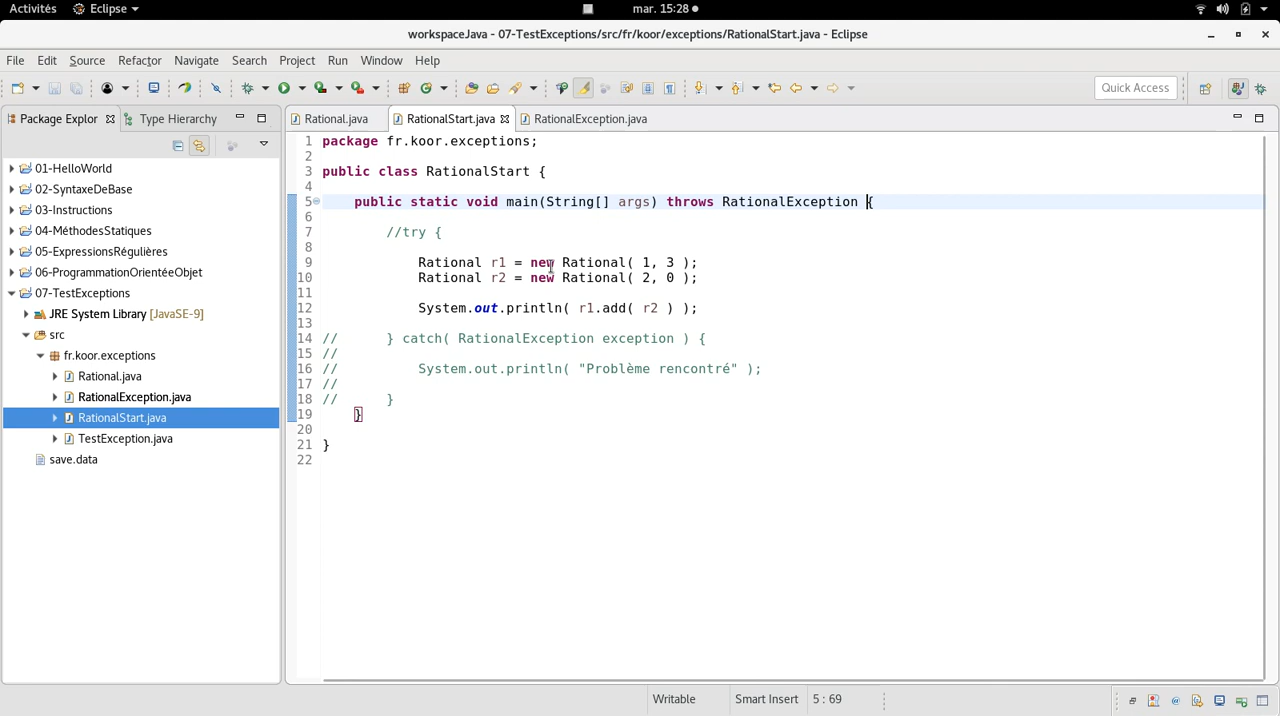 Activités Eclipse mar. 15:28
workspaceJava - 07-TestExceptions/src/fr/koor/exceptions/RationalStart.java - Eclipse
File Edit Source Refactor Navigate Search Project Run Window Help
Quick Access
Package Explor Type Hierarchy
Rational.java RationalStart.java RationalException.java
01-HelloWorld
02-SyntaxeDeBase
03-Instructions
04-MéthodesStatiques
05-ExpressionsRégulières
06-ProgrammationOrientéeObjet
07-TestExceptions
JRE System Library [JavaSE-9]
src
fr.koor.exceptions
Rational.java
RationalException.java
RationalStart.java
TestException.java
save.data
1 package fr.koor.exceptions;
2
3 public class RationalStart {
4
5 public static void main(String[] args) throws RationalException {
6
7 //try {
8
9 Rational r1 = new Rational( 1, 3 );
10 Rational r2 = new Rational( 2, 0 );
11
12 System.out.println( r1.add( r2 ) );
13
14 // } catch( RationalException exception ) {
15 //
16 // System.out.println( "Problème rencontré" );
17 //
18 // }
19 }
20
21 }
22
Writable Smart Insert 5 : 69